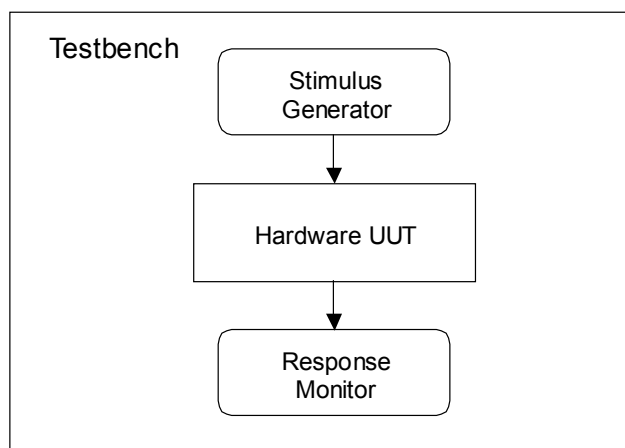 Testbench
Stimulus
Generator
Hardware UUT
Response
Monitor